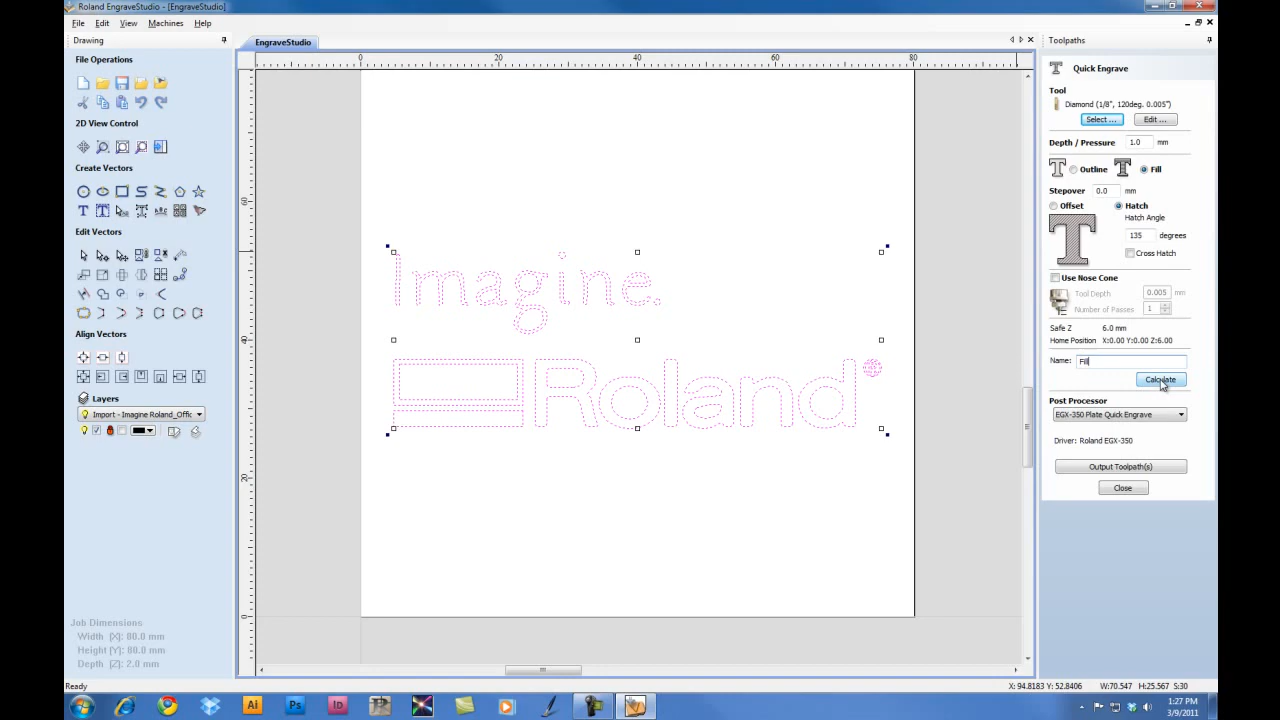 Roland EngraveStudio - [EngraveStudio]
File Edit View Machines Help
Drawing
File Operations
2D View Control
Create Vectors
Edit Vectors
Align Vectors
Layers
Import - Imagine Roland_Offic
Job Dimensions
Width (X): 80.0 mm
Height (Y): 80.0 mm
Depth (Z): 2.0 mm
EngraveStudio
0 20 40 60 80
60
40
20
0
Imagine.
Roland
Toolpaths
Quick Engrave
Tool
Diamond (1/8", 120deg. 0.005")
Select ... Edit ...
Depth / Pressure 1.0 mm
Outline Fill
Stepover 0.0 mm
Offset Hatch
Hatch Angle
135 degrees
Cross Hatch
Use Nose Cone
Tool Depth 0.005 mm
Number of Passes 1
Safe Z 6.0 mm
Home Position X:0.00 Y:0.00 Z:6.00
Name: Fill
Calculate
Post Processor
EGX-350 Plate Quick Engrave
Driver: Roland EGX-350
Output Toolpath(s)
Close
Ready X: 94.8183 Y: 52.8406 W:70.547 H:25.567 S:30
Ai Ps Id
1:27 PM
3/9/2011